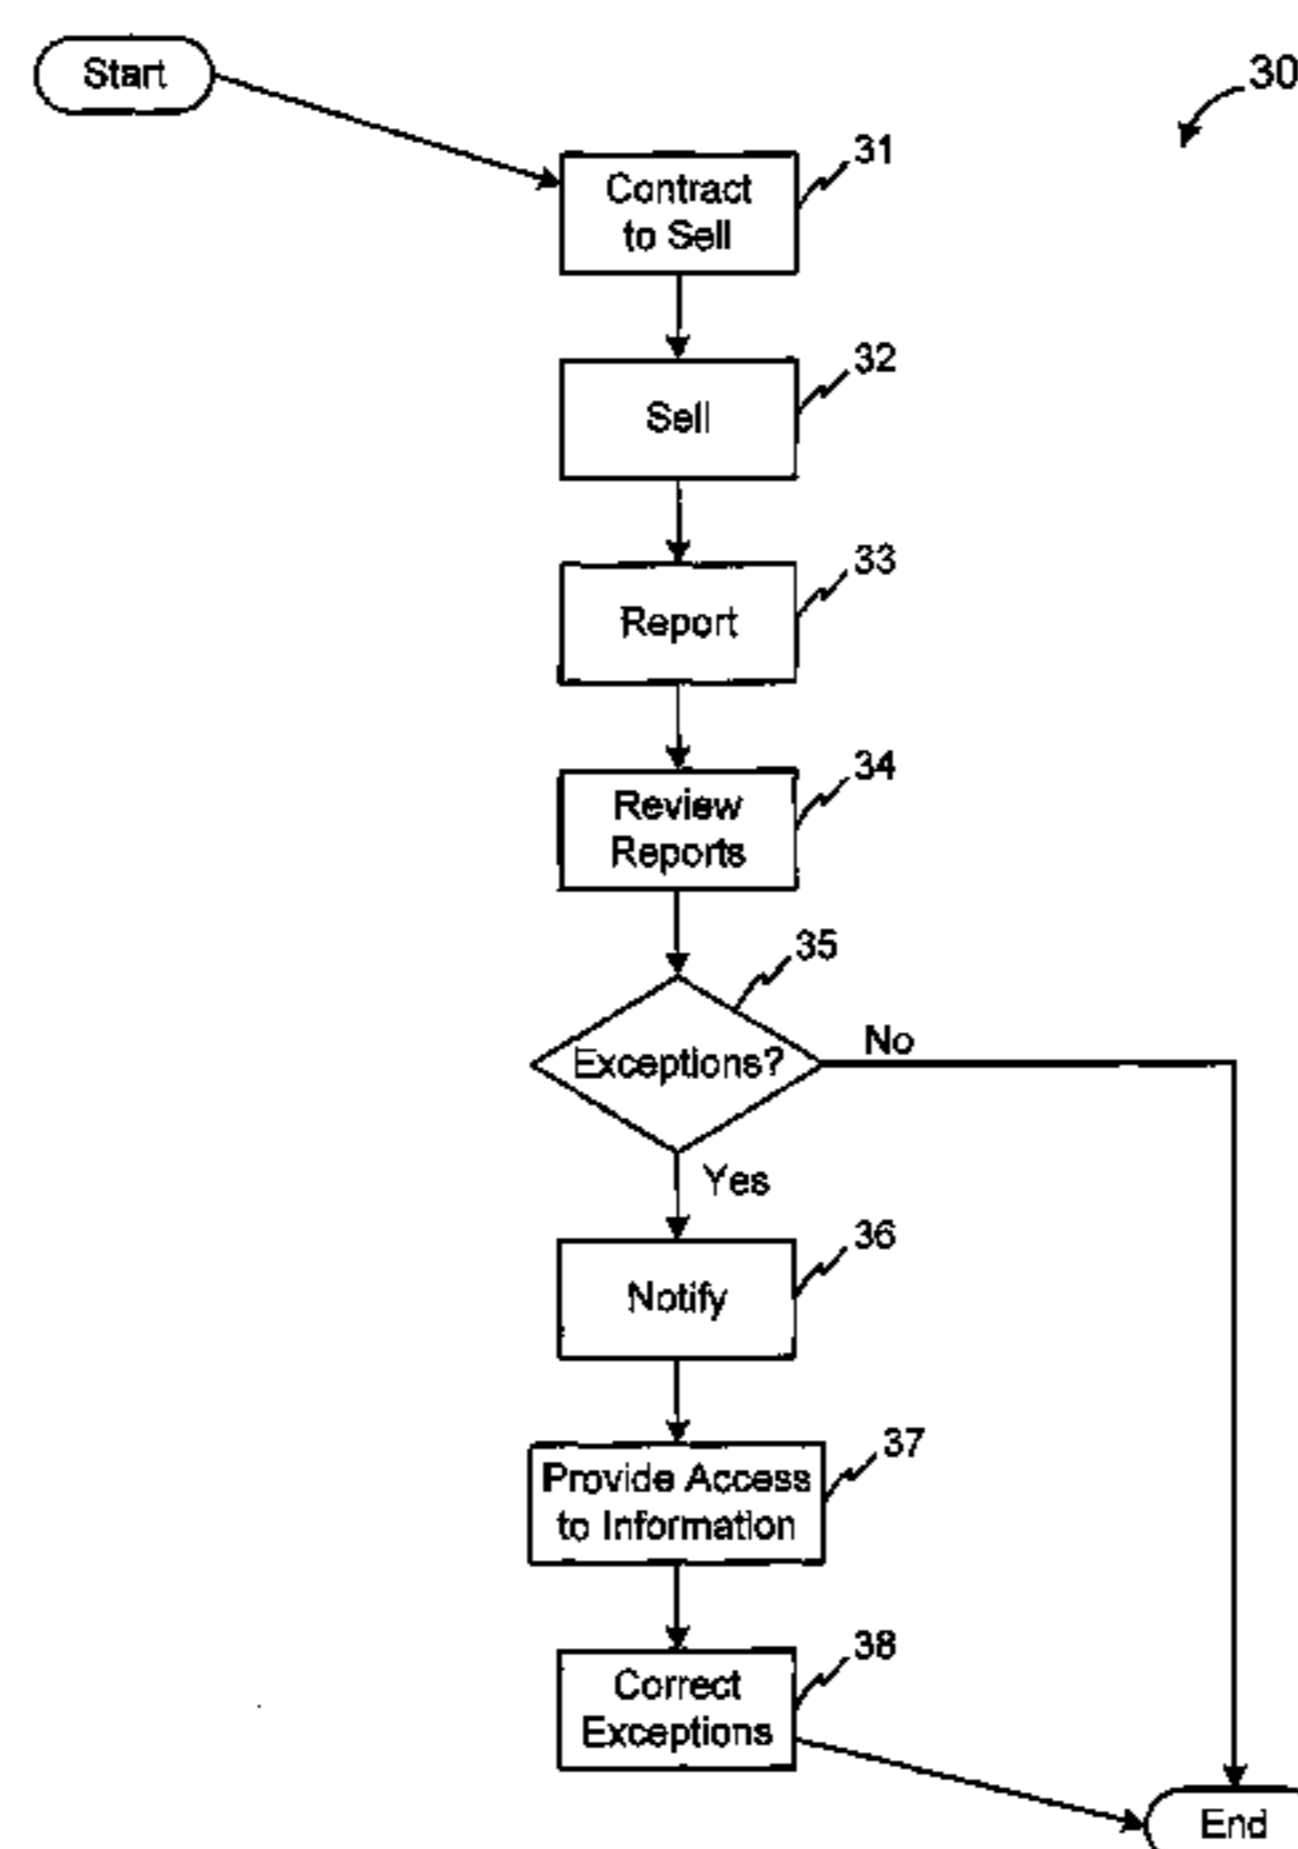 Start
30
31
Contract
to Sell
32
Sell
33
Report
34
Review
Reports
35
Exceptions?
No
Yes
36
Notify
37
Provide Access
to Information
38
Correct
Exceptions
End